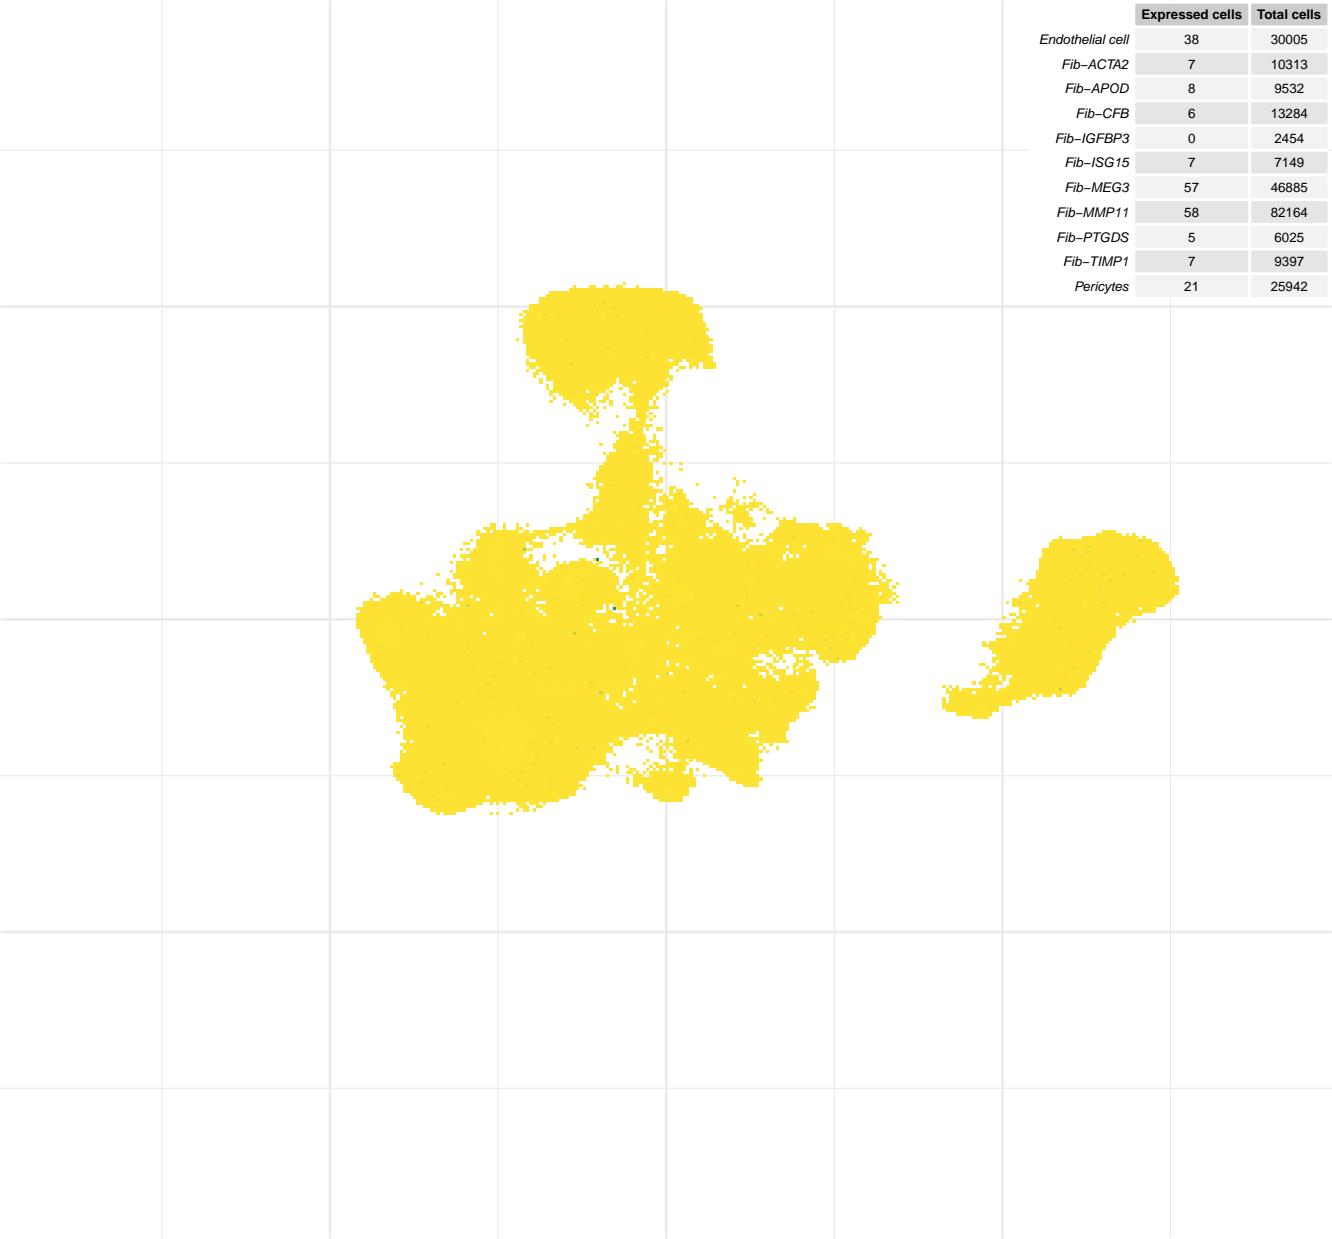 Expressed cells Total cells
Endothelial cell 38 30005
Fib−ACTA2 7 10313
Fib−APOD 8 9532
Fib−CFB 6 13284
Fib−IGFBP3 0 2454
Fib−ISG15 7 7149
Fib−MEG3 57 46885
Fib−MMP11 58 82164
Fib−PTGDS 5 6025
Fib−TIMP1 7 9397
Pericytes 21 25942